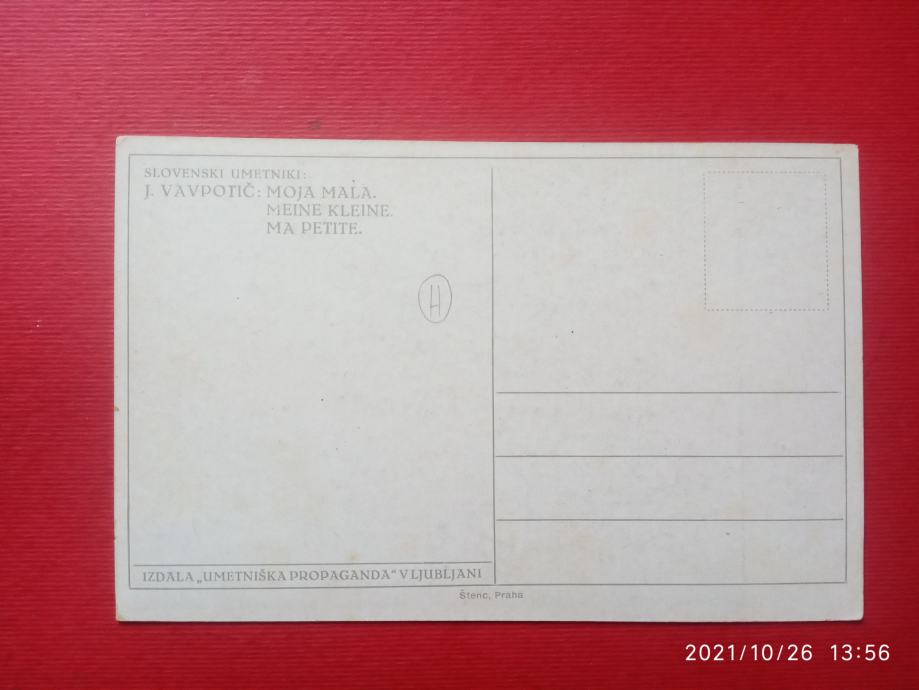 SLOVENSKI UMETNIKI:
J. VAVPOTIČ: MOJA MALA.
MEINE KLEINE.
MA PETITE.
H
IZDALA „UMETNIŠKA PROPAGANDA“ V LJUBLJANI
Štenc, Praha
2021/10/26 13:56